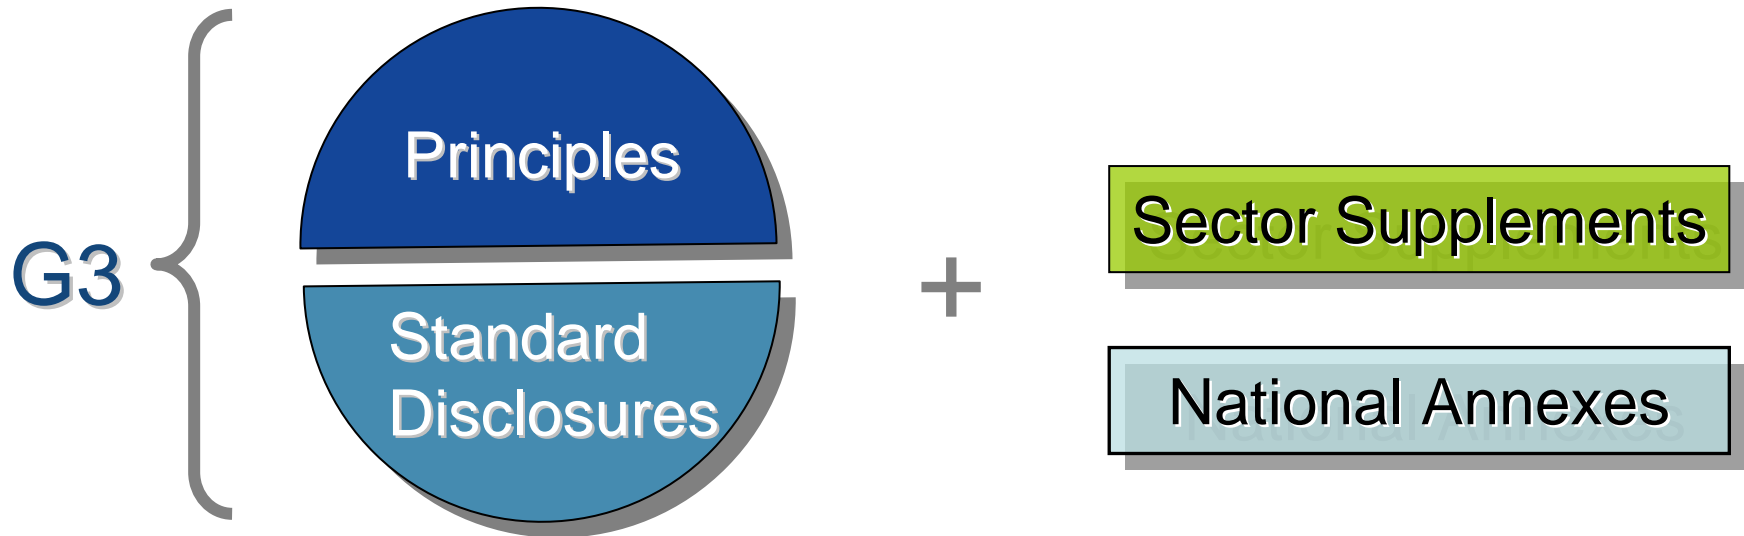 G3
Principles
Standard
Disclosures
+
Sector Supplements
National Annexes